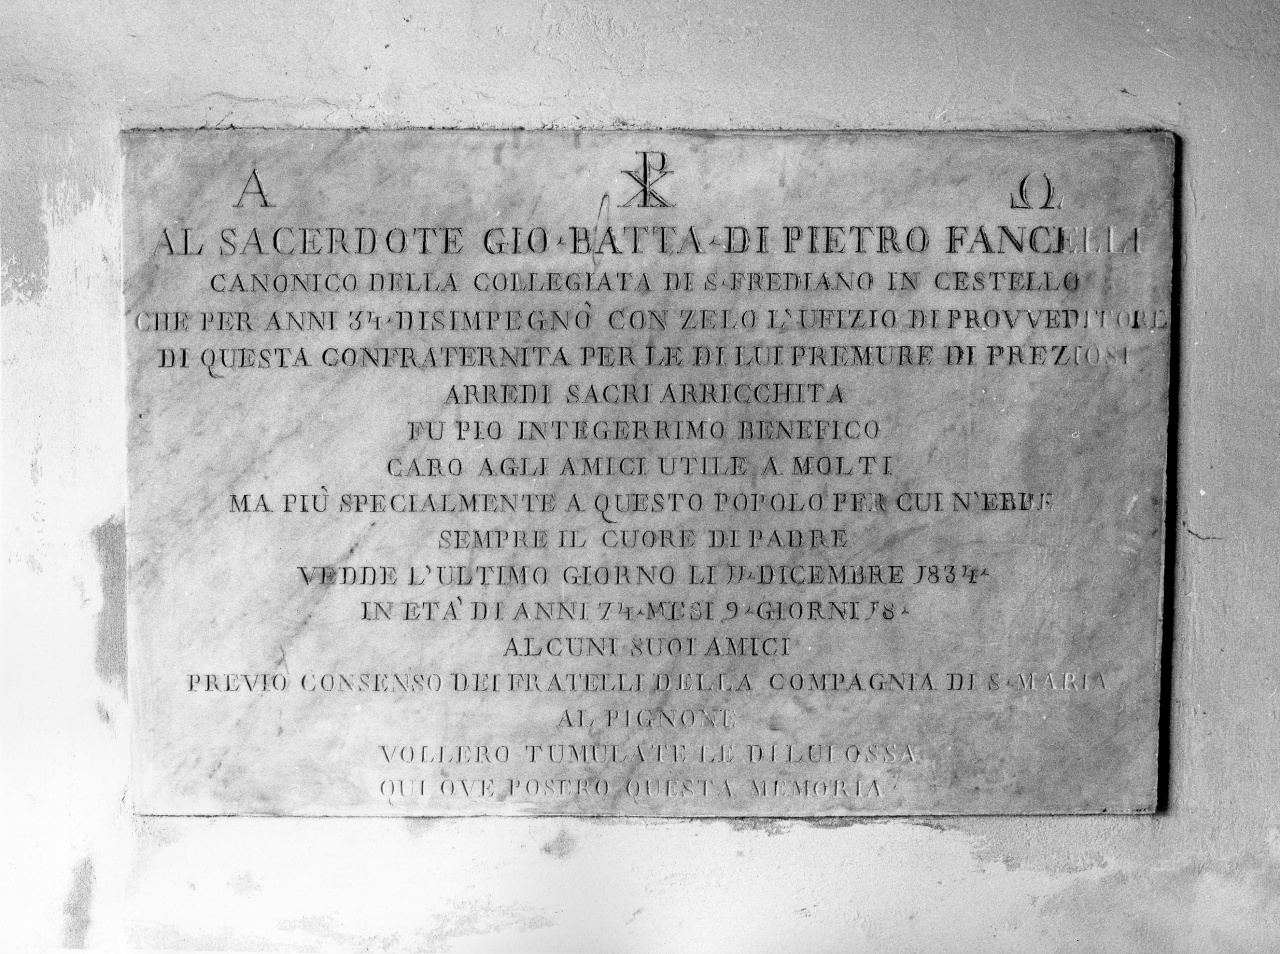 Α ☧ Ω
AL SACERDOTE GIO·BATTA·DI PIETRO FANCELLI
CANONICO DELLA COLLEGIATA DI S·FREDIANO IN CESTELLO
CHE PER ANNI 34·DISIMPEGNÒ CON ZELO L'UFIZIO DI PROVVEDITORE
DI QUESTA CONFRATERNITA PER LE DI LUI PREMURE DI PREZIOSI
ARREDI SACRI ARRICCHITA
FU PIO INTEGERRIMO BENEFICO
CARO AGLI AMICI UTILE A MOLTI
MA PIÙ SPECIALMENTE A QUESTO POPOLO PER CUI N'EBBE
SEMPRE IL CUORE DI PADRE
VEDDE L'ULTIMO GIORNO LI 11·DICEMBRE 1834·
IN ETÀ DI ANNI 74·MESI 9·GIORNI 18·
ALCUNI SUOI AMICI
PREVIO CONSENSO DEI FRATELLI DELLA COMPAGNIA DI S·MARIA
AL PIGNONE
VOLLERO TUMULATE LE DI LUI OSSA
QUI OVE POSERO QUESTA MEMORIA